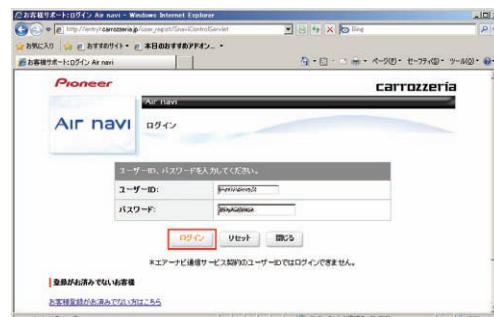 お客様サポート:ログイン Air navi - Windows Internet Explorer
Bing
お気に入り おすすめサイト 本日のおすすめアドオン...
お客様サポート:ログイン Air navi
ページ(P) セーフティ(S) ツール(O)
Pioneer carrozzeria
Air navi
Air navi ログイン
ユーザーID、パスワードを入力してください。
ユーザーID:
パスワード:
ログイン リセット 閉じる
*エアーナビ通信サービス契約のユーザーIDではログインできません。
登録がお済みでないお客様
お客様登録がお済みでない方はこちら